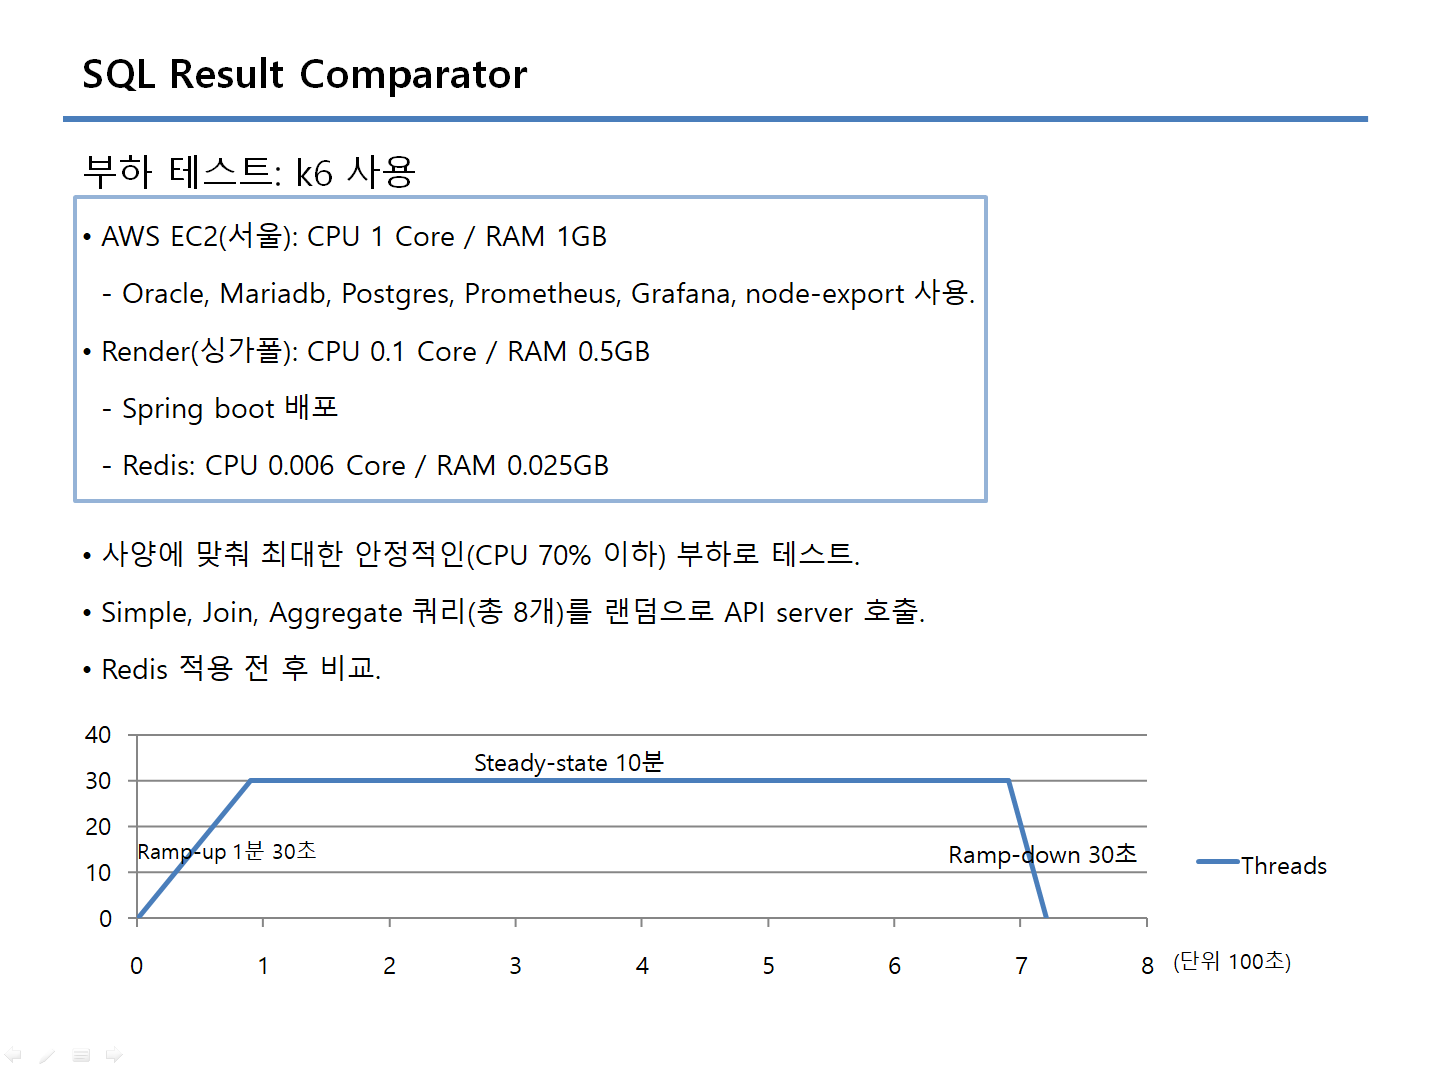 SQL Result Comparator
부하 테스트: k6 사용
• AWS EC2(서울): CPU 1 Core / RAM 1GB
- Oracle, Mariadb, Postgres, Prometheus, Grafana, node-export 사용.
• Render(싱가폴): CPU 0.1 Core / RAM 0.5GB
- Spring boot 배포
- Redis: CPU 0.006 Core / RAM 0.025GB
• 사양에 맞춰 최대한 안정적인(CPU 70% 이하) 부하로 테스트.
• Simple, Join, Aggregate 쿼리(총 8개)를 랜덤으로 API server 호출.
• Redis 적용 전 후 비교.
40
30
20
10
0
Steady-state 10분
Ramp-up 1분 30초
Ramp-down 30초
Threads
0 1 2 3 4 5 6 7 8 (단위 100초)